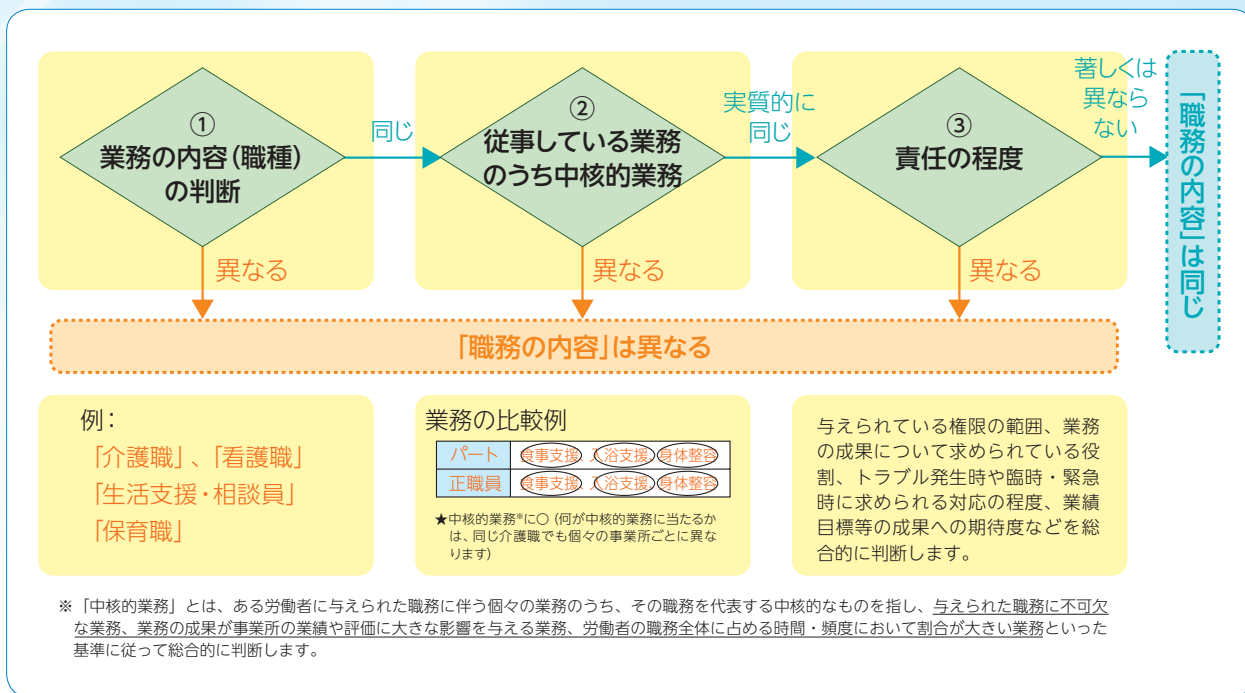 ①
業務の内容(職種)
の判断
同じ
②
従事している業務
のうち中核的業務
実質的に
同じ
③
責任の程度
著しくは
異なら
ない
「職務の内容」は同じ
異なる
異なる
異なる
「職務の内容」は異なる
例：
「介護職」、「看護職」
「生活支援・相談員」
「保育職」
業務の比較例
パート 食事支援、入浴支援、身体整容
正職員 食事支援、入浴支援、身体整容
★中核的業務※に〇（何が中核的業務に当たるか
は、同じ介護職でも個々の事業所ごとに異な
ります）
与えられている権限の範囲、業務
の成果について求められている役
割、トラブル発生時や臨時・緊急
時に求められる対応の程度、業績
目標等の成果への期待度などを総
合的に判断します。
※「中核的業務」とは、ある労働者に与えられた職務に伴う個々の業務のうち、その職務を代表する中核的なものを指し、与えられた職務に不可欠
な業務、業務の成果が事業所の業績や評価に大きな影響を与える業務、労働者の職務全体に占める時間・頻度において割合が大きい業務といった
基準に従って総合的に判断します。